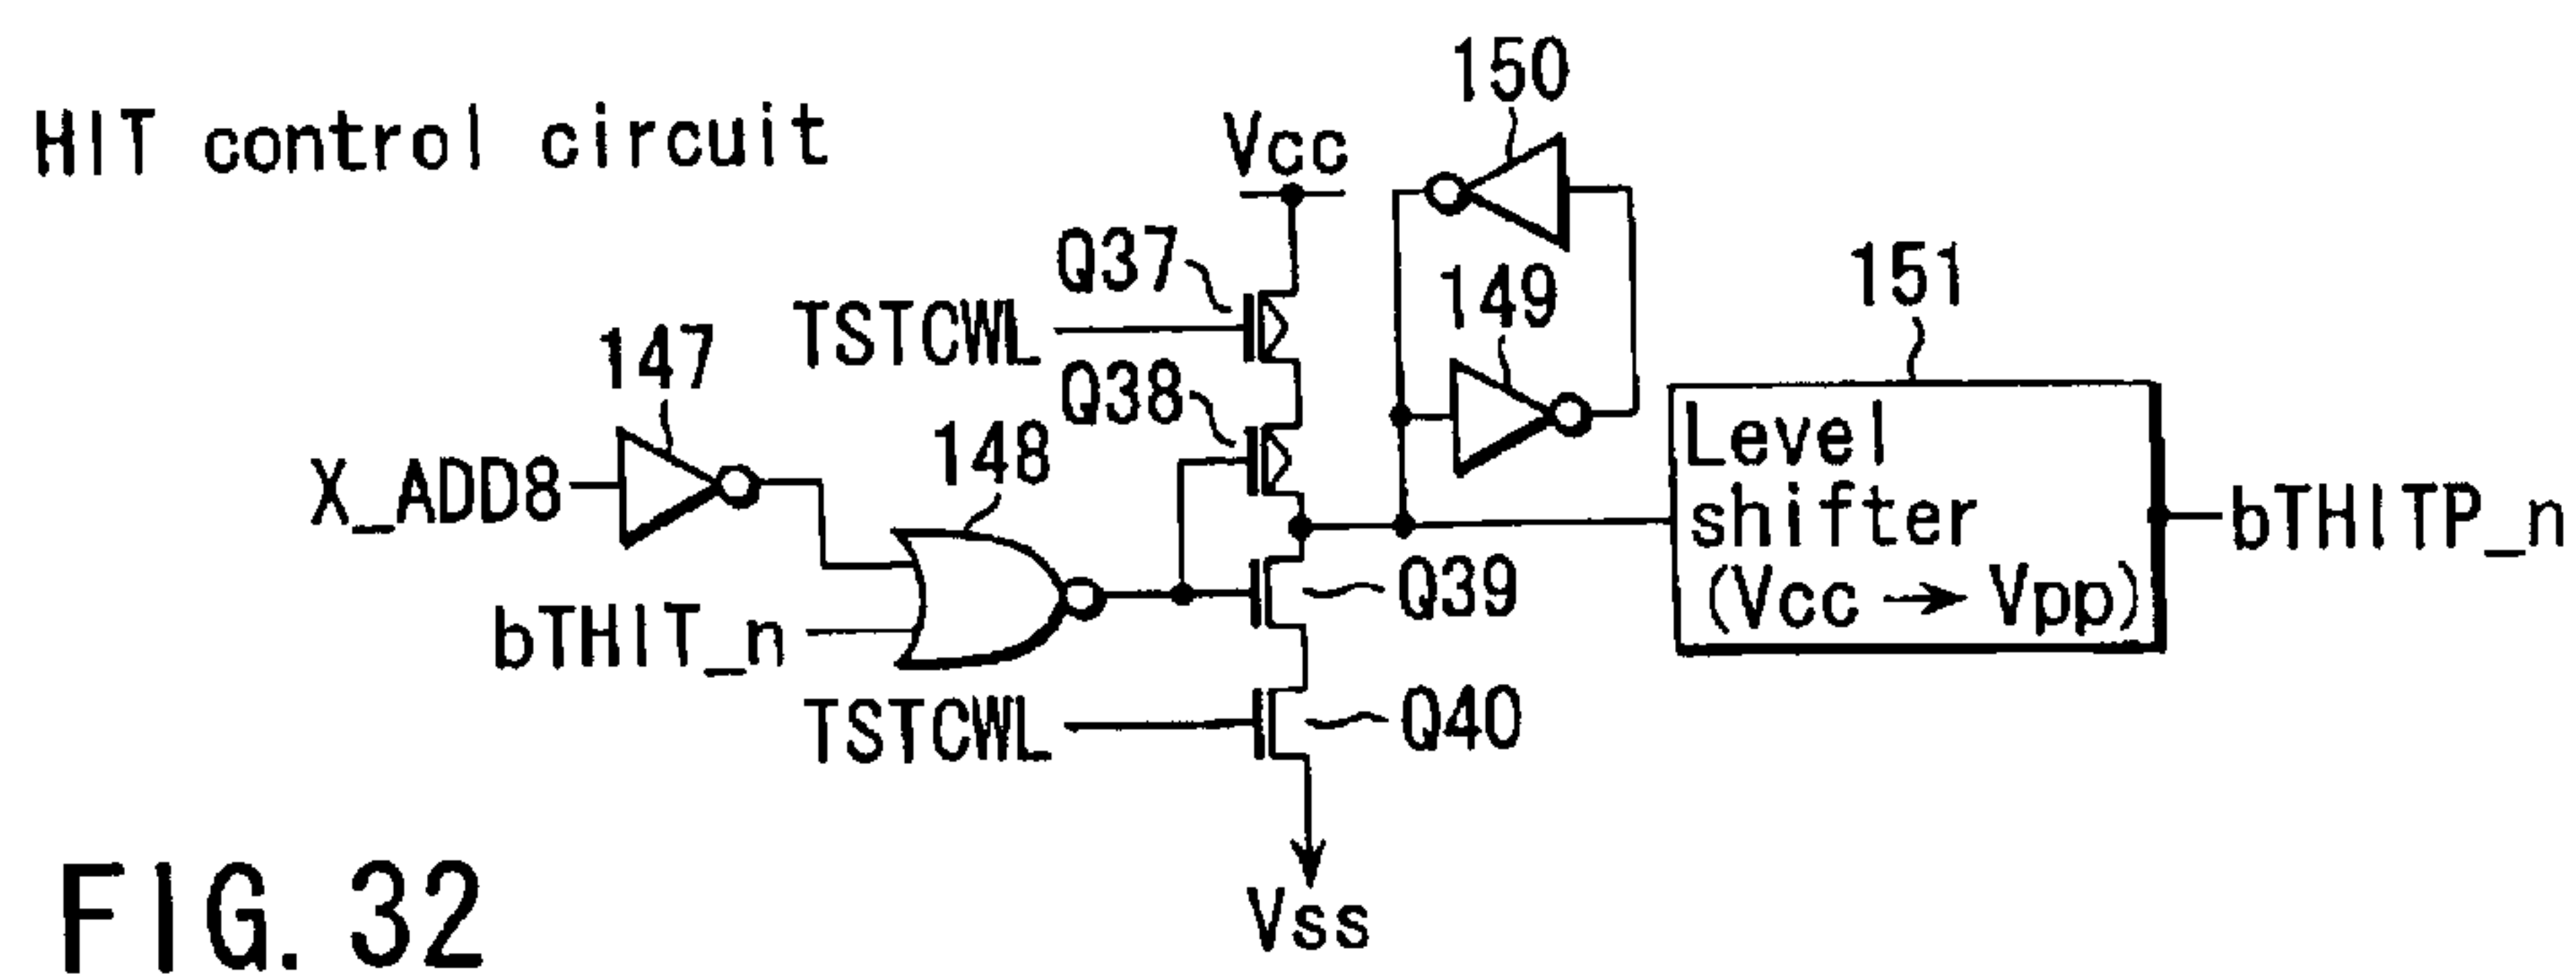 HIT control circuit
150
Vcc
Q37
149
151
TSTCWL
147
Q38
148
Level
shifter
(Vcc → Vpp)
X_ADD8
bTHITP_n
Q39
bTHIT_n
TSTCWL
Q40
Vss
FIG. 32